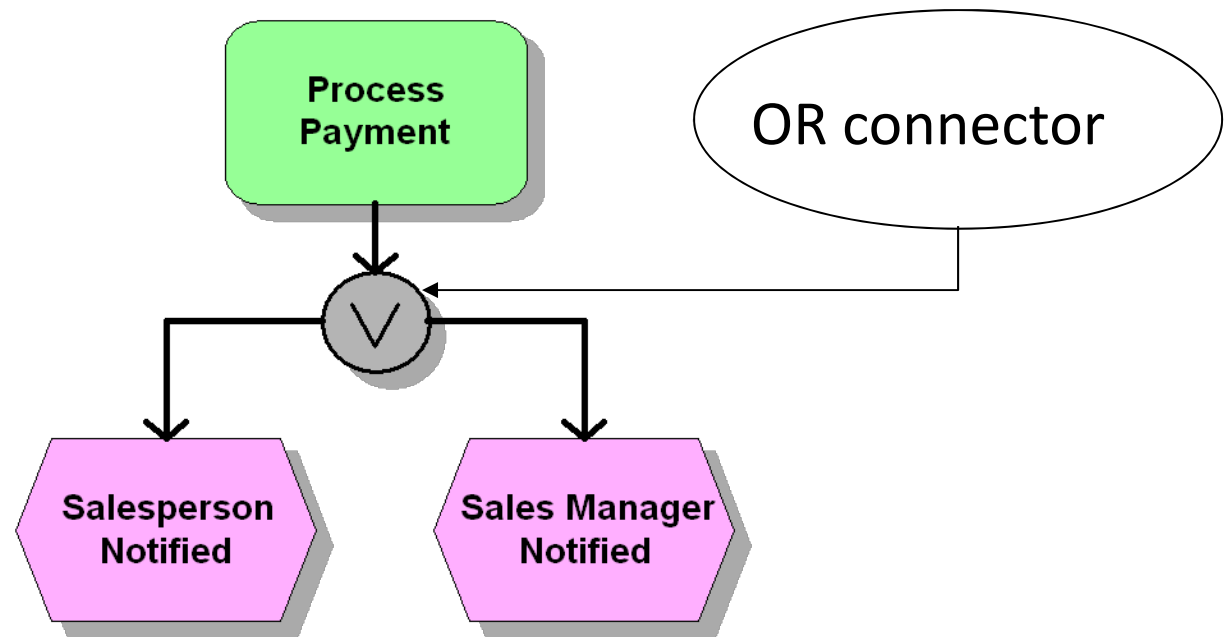 Process
Payment
OR connector
V
Salesperson
Notified
Sales Manager
Notified